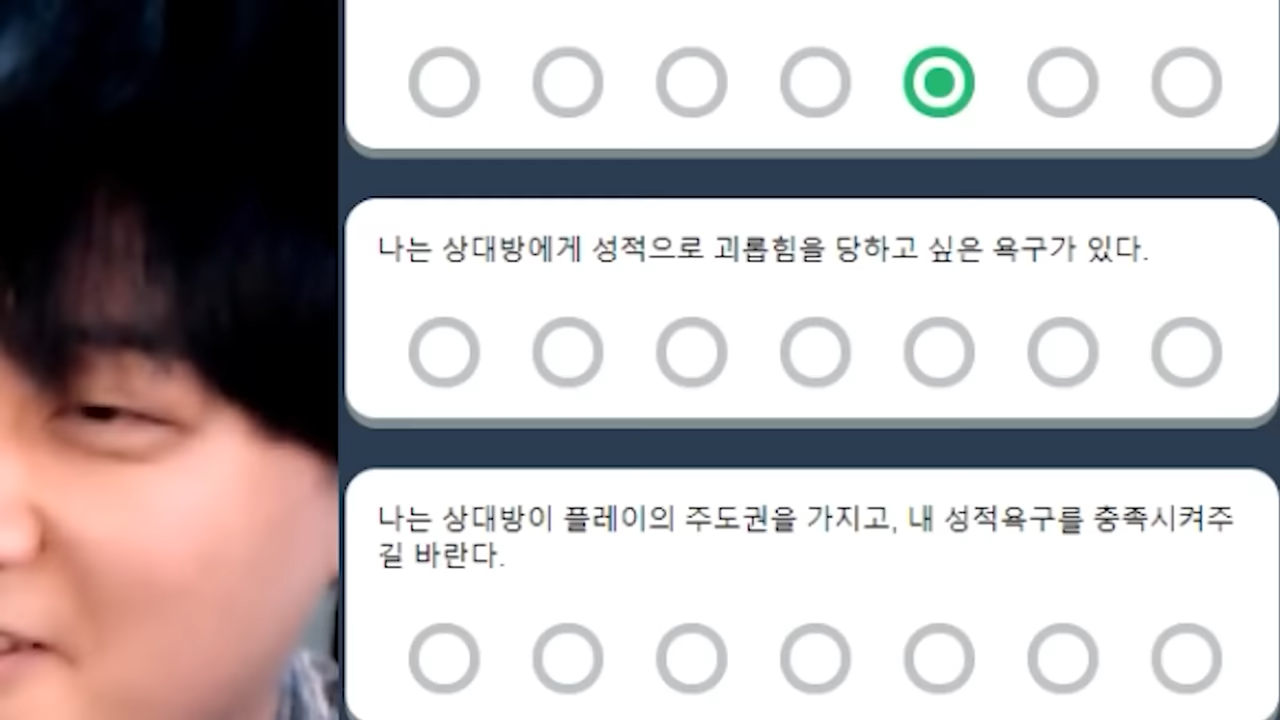 나는 상대방에게 성적으로 괴롭힘을 당하고 싶은 욕구가 있다.
나는 상대방이 플레이의 주도권을 가지고, 내 성적욕구를 충족시켜주
길 바란다.